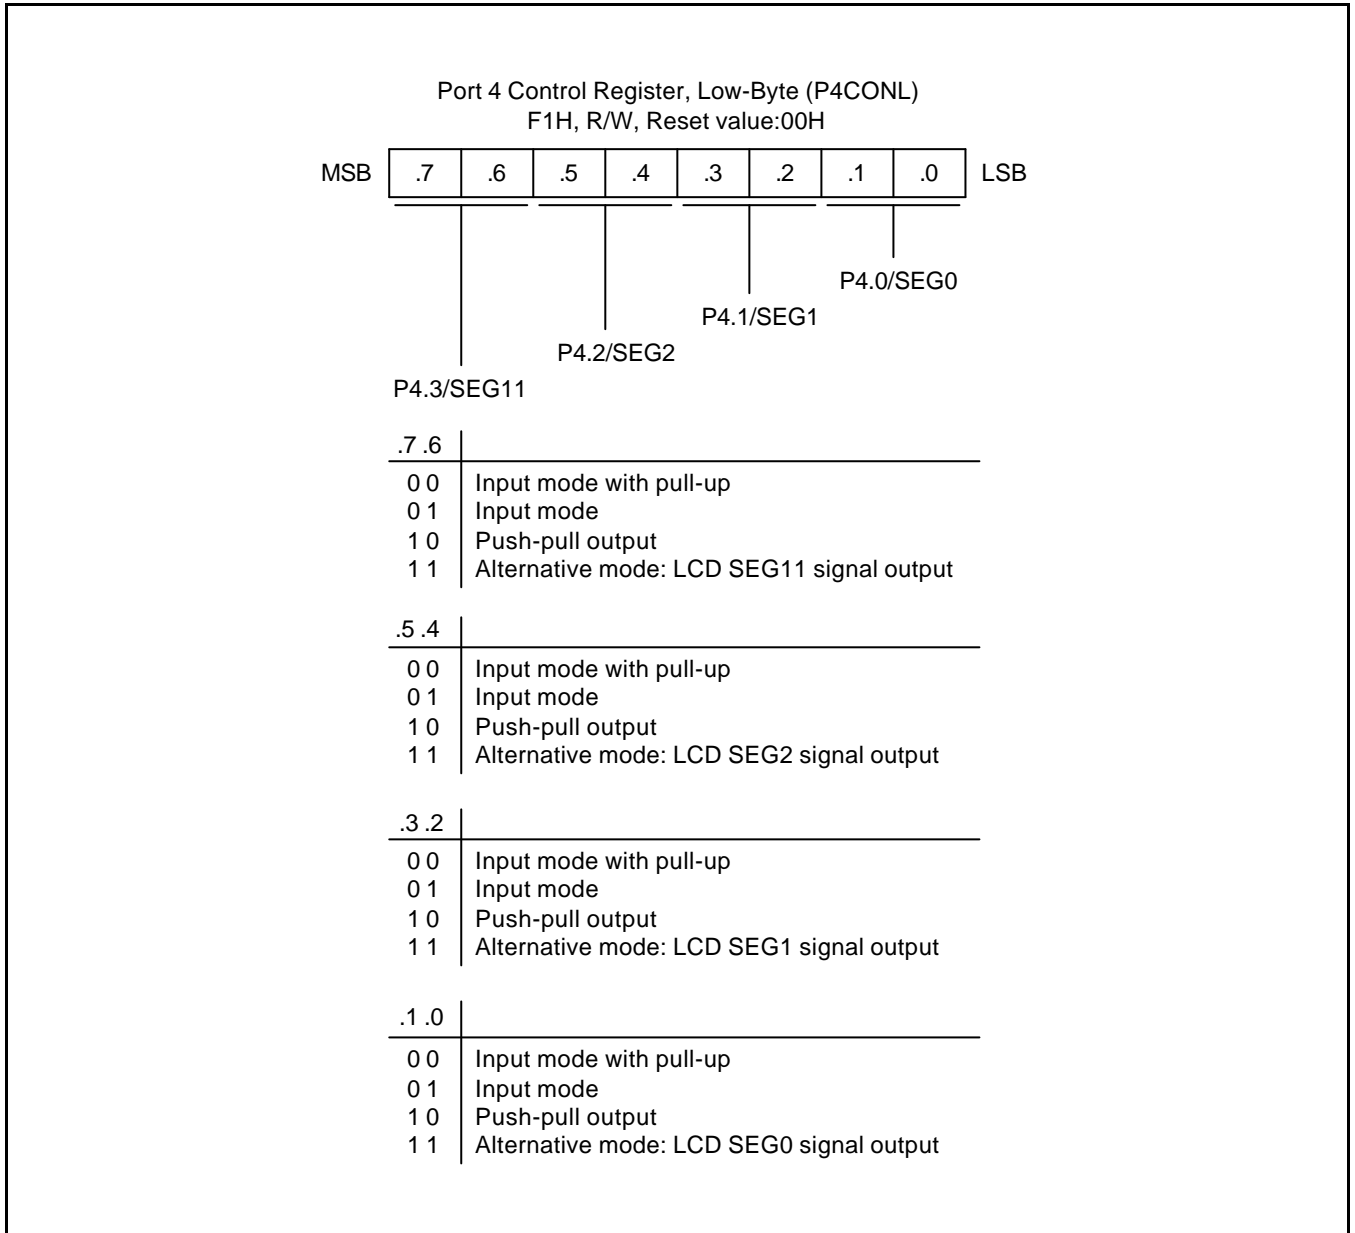 Port 4 Control Register, Low-Byte (P4CONL)
F1H, R/W, Reset value:00H
MSB .7 .6 .5 .4 .3 .2 .1 .0 LSB
P4.0/SEG0
P4.1/SEG1
P4.2/SEG2
P4.3/SEG11
.7 .6
0 0 Input mode with pull-up
0 1 Input mode
1 0 Push-pull output
1 1 Alternative mode: LCD SEG11 signal output
.5 .4
0 0 Input mode with pull-up
0 1 Input mode
1 0 Push-pull output
1 1 Alternative mode: LCD SEG2 signal output
.3 .2
0 0 Input mode with pull-up
0 1 Input mode
1 0 Push-pull output
1 1 Alternative mode: LCD SEG1 signal output
.1 .0
0 0 Input mode with pull-up
0 1 Input mode
1 0 Push-pull output
1 1 Alternative mode: LCD SEG0 signal output